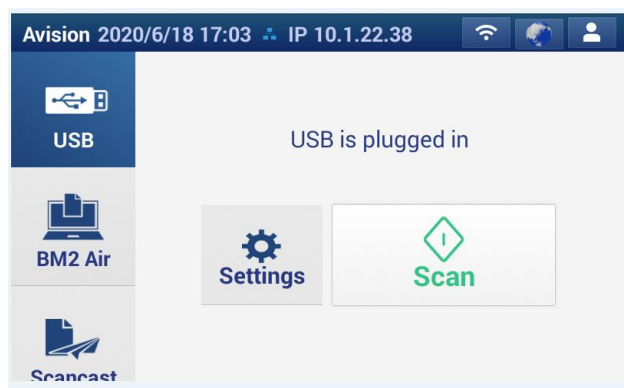 Avision 2020/6/18 17:03 IP 10.1.22.38
USB
USB is plugged in
BM2 Air
Settings
Scan
Scancast